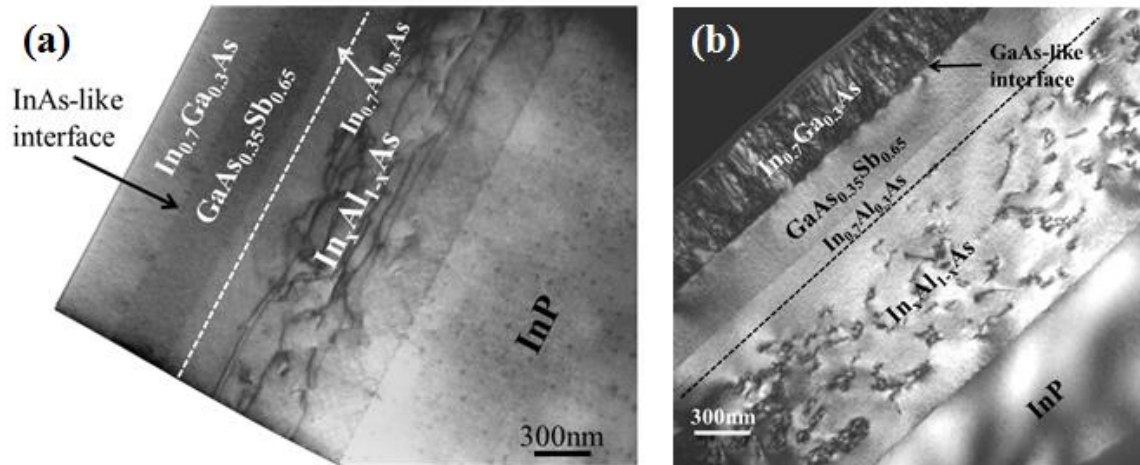 (a)
InAs-like
interface
In0.7Ga0.3As
GaAs0.35Sb0.65
In0.7Al0.3As
InxAl1-xAs
InP
300nm
(b)
GaAs-like
interface
In0.7Ga0.3As
GaAs0.35Sb0.65
In0.7Al0.3As
InxAl1-xAs
InP
300nm